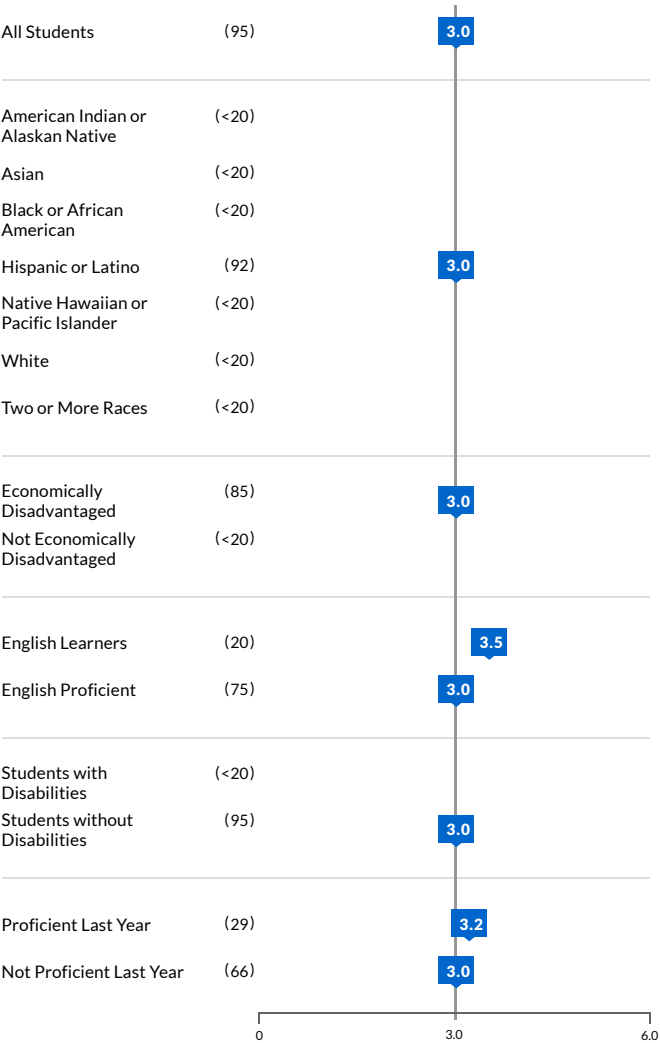 All Students (95) 3.0
American Indian or (<20)
Alaskan Native
Asian (<20)
Black or African (<20)
American
Hispanic or Latino (92) 3.0
Native Hawaiian or (<20)
Pacific Islander
White (<20)
Two or More Races (<20)
Economically (85) 3.0
Disadvantaged
Not Economically (<20)
Disadvantaged
English Learners (20) 3.5
English Proficient (75) 3.0
Students with (<20)
Disabilities
Students without (95) 3.0
Disabilities
Proficient Last Year (29) 3.2
Not Proficient Last Year (66) 3.0
0 3.0 6.0